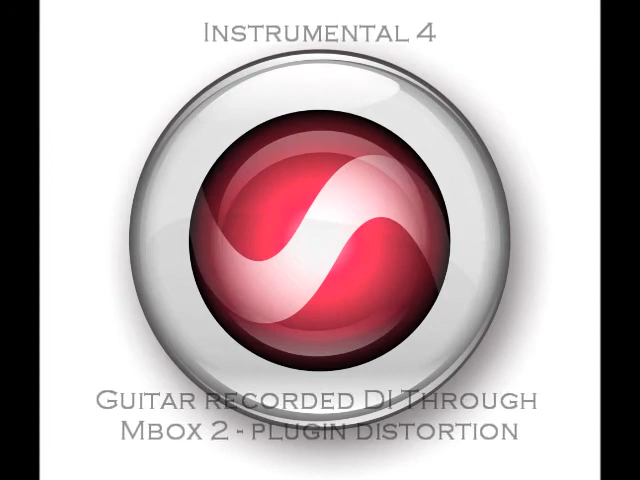 Instrumental 4
Guitar recorded DI Through
Mbox 2 - plugin distortion